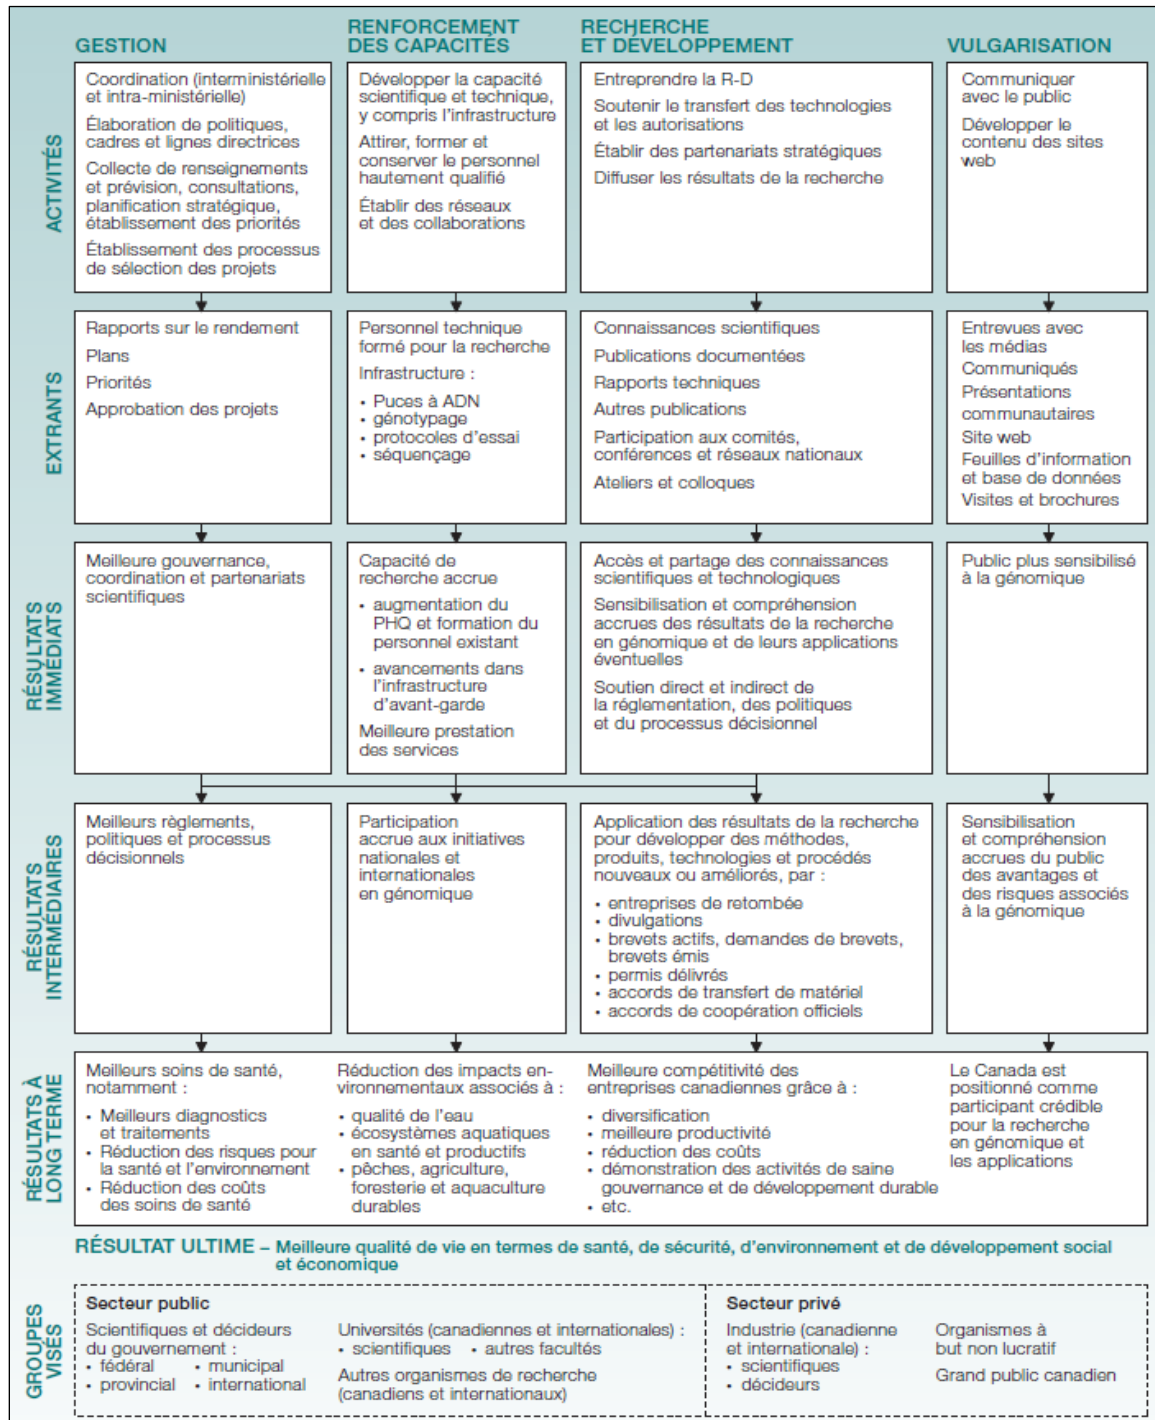 GESTION
RENFORCEMENT
DES CAPACITÉS
RECHERCHE
ET DÉVELOPPEMENT
VULGARISATION
ACTIVITÉS
Coordination (interministérielle
et intra-ministérielle)
Élaboration de politiques,
cadres et lignes directrices
Collecte de renseignements
et prévision, consultations,
planification stratégique,
établissement des priorités
Établissement des processus
de sélection des projets
Développer la capacité
scientifique et technique,
y compris l'infrastructure
Attirer, former et
conserver le personnel
hautement qualifié
Établir des réseaux
et des collaborations
Entreprendre la R-D
Soutenir le transfert des technologies
et les autorisations
Établir des partenariats stratégiques
Diffuser les résultats de la recherche
Communiquer
avec le public
Développer le
contenu des sites
web
EXTRANTS
Rapports sur le rendement
Plans
Priorités
Approbation des projets
Personnel technique
formé pour la recherche
Infrastructure :
• Puces à ADN
• génotypage
• protocoles d'essai
• séquençage
Connaissances scientifiques
Publications documentées
Rapports techniques
Autres publications
Participation aux comités,
conférences et réseaux nationaux
Ateliers et colloques
Entrevues avec
les médias
Communiqués
Présentations
communautaires
Site web
Feuilles d'information
et base de données
Visites et brochures
RÉSULTATS
IMMÉDIATS
Meilleure gouvernance,
coordination et partenariats
scientifiques
Capacité de
recherche accrue
• augmentation du
PHQ et formation du
personnel existant
• avancements dans
l'infrastructure
d'avant-garde
Meilleure prestation
des services
Accès et partage des connaissances
scientifiques et technologiques
Sensibilisation et compréhension
accrues des résultats de la recherche
en génomique et de leurs applications
éventuelles
Soutien direct et indirect de
la réglementation, des politiques
et du processus décisionnel
Public plus sensibilisé
à la génomique
RÉSULTATS
INTERMÉDIAIRES
Meilleurs règlements,
politiques et processus
décisionnels
Participation
accrue aux initiatives
nationales et
internationales
en génomique
Application des résultats de la recherche
pour développer des méthodes,
produits, technologies et procédés
nouveaux ou améliorés, par :
• entreprises de retombée
• divulgations
• brevets actifs, demandes de brevets,
brevets émis
• permis délivrés
• accords de transfert de matériel
• accords de coopération officiels
Sensibilisation
et compréhension
accrues du public
des avantages et
des risques associés
à la génomique
RÉSULTATS À
LONG TERME
Meilleurs soins de santé,
notamment :
• Meilleurs diagnostics
et traitements
• Réduction des risques pour
la santé et l'environnement
• Réduction des coûts
des soins de santé
Réduction des impacts en-
vironnementaux associés à :
• qualité de l'eau
• écosystèmes aquatiques
en santé et productifs
• pêches, agriculture,
foresterie et aquaculture
durables
Meilleure compétitivité des
entreprises canadiennes grâce à :
• diversification
• meilleure productivité
• réduction des coûts
• démonstration des activités de saine
gouvernance et de développement durable
• etc.
Le Canada est
positionné comme
participant crédible
pour la recherche
en génomique et
les applications
RÉSULTAT ULTIME – Meilleure qualité de vie en termes de santé, de sécurité, d'environnement et de développement social
et économique
GROUPES
VISÉS
Secteur public
Scientifiques et décideurs
du gouvernement :
• fédéral • municipal
• provincial • international
Universités (canadiennes et internationales) :
• scientifiques • autres facultés
Autres organismes de recherche
(canadiens et internationaux)
Secteur privé
Industrie (canadienne
et internationale) :
• scientifiques
• décideurs
Organismes à
but non lucratif
Grand public canadien